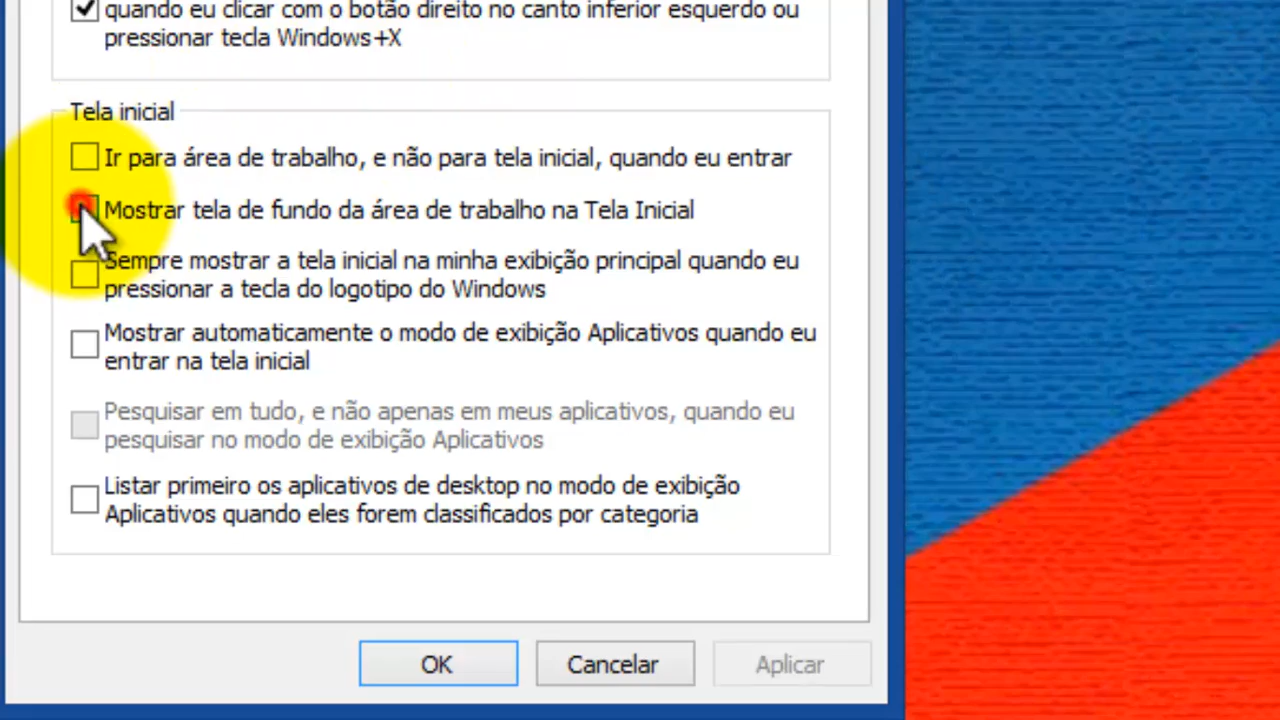 quando eu clicar com o botão direito no canto inferior esquerdo ou
pressionar tecla Windows+X
Tela inicial
Ir para área de trabalho, e não para tela inicial, quando eu entrar
Mostrar tela de fundo da área de trabalho na Tela Inicial
Sempre mostrar a tela inicial na minha exibição principal quando eu
pressionar a tecla do logotipo do Windows
Mostrar automaticamente o modo de exibição Aplicativos quando eu
entrar na tela inicial
Pesquisar em tudo, e não apenas em meus aplicativos, quando eu
pesquisar no modo de exibição Aplicativos
Listar primeiro os aplicativos de desktop no modo de exibição
Aplicativos quando eles forem classificados por categoria
OK Cancelar Aplicar